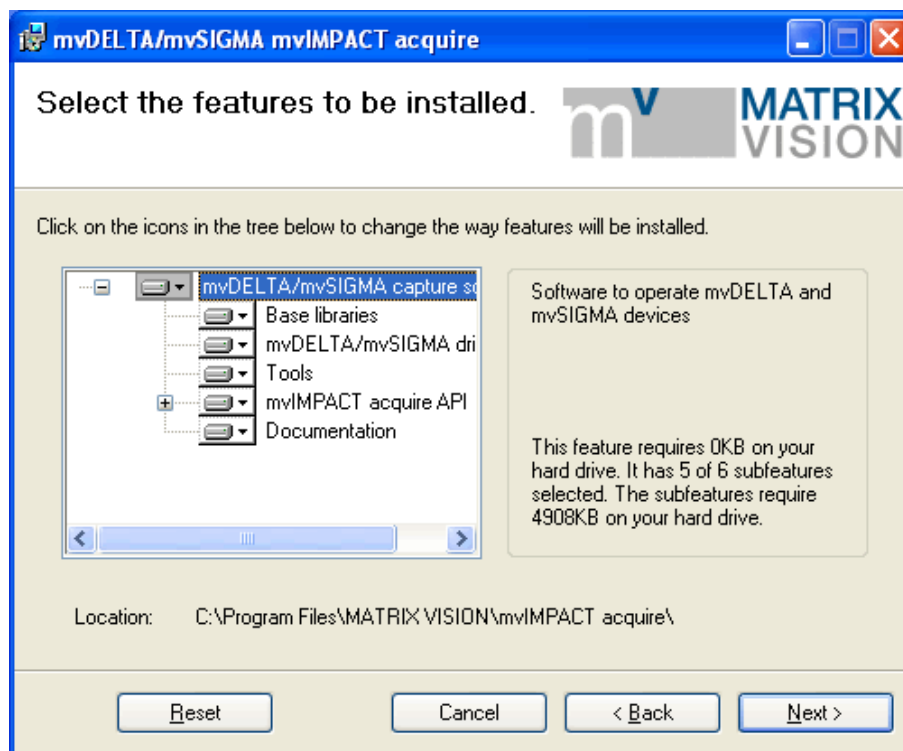 mvDELTA/mvSIGMA mvIMPACT acquire
Select the features to be installed.
mv MATRIX
VISION
Click on the icons in the tree below to change the way features will be installed.
mvDELTA/mvSIGMA capture so
Base libraries
mvDELTA/mvSIGMA dri
Tools
mvIMPACT acquire API
Documentation
Software to operate mvDELTA and
mvSIGMA devices
This feature requires 0KB on your
hard drive. It has 5 of 6 subfeatures
selected. The subfeatures require
4908KB on your hard drive.
Location: C:\Program Files\MATRIX VISION\mvIMPACT acquire\
Reset Cancel < Back Next >